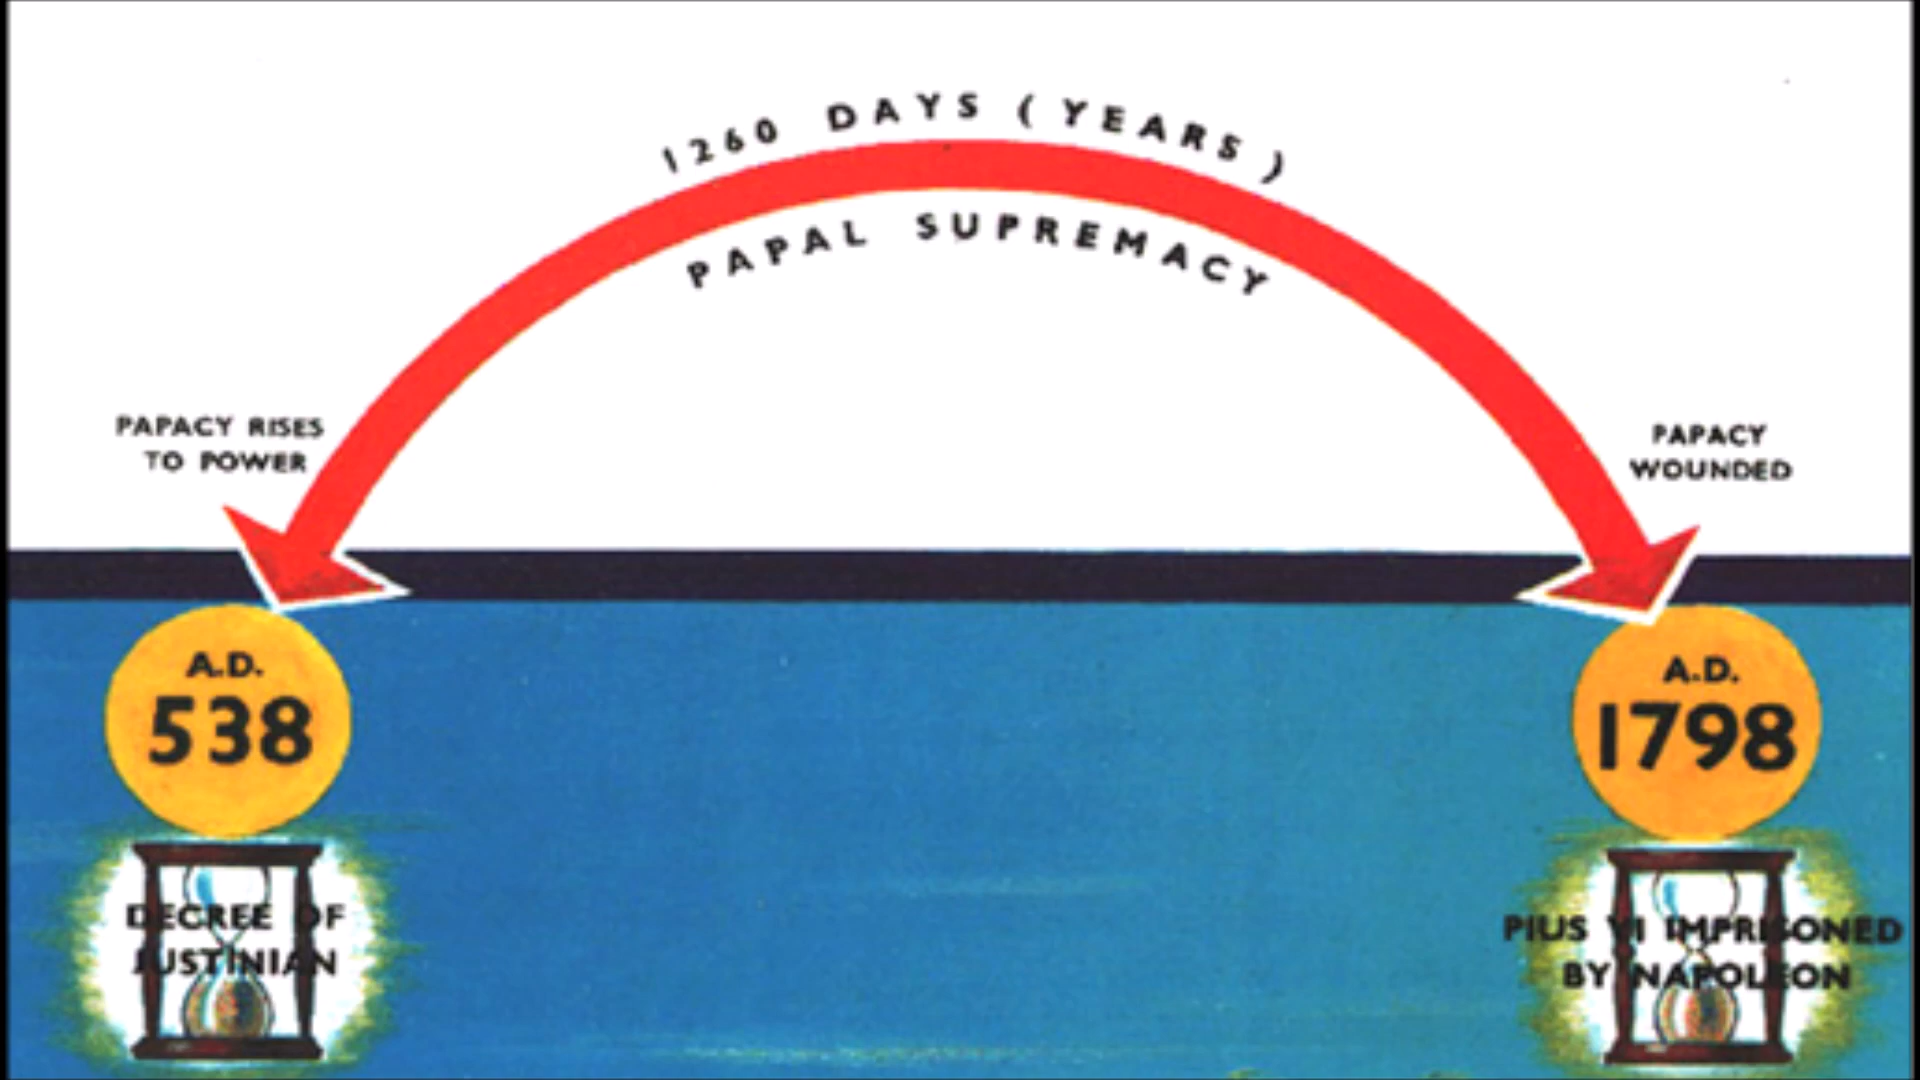 1260 DAYS (YEARS)
PAPAL SUPREMACY
PAPACY RISES
TO POWER
PAPACY
WOUNDED
A.D.
538
A.D.
1798
DECREE OF
JUSTINIAN
PIUS VI IMPRISONED
BY NAPOLEON